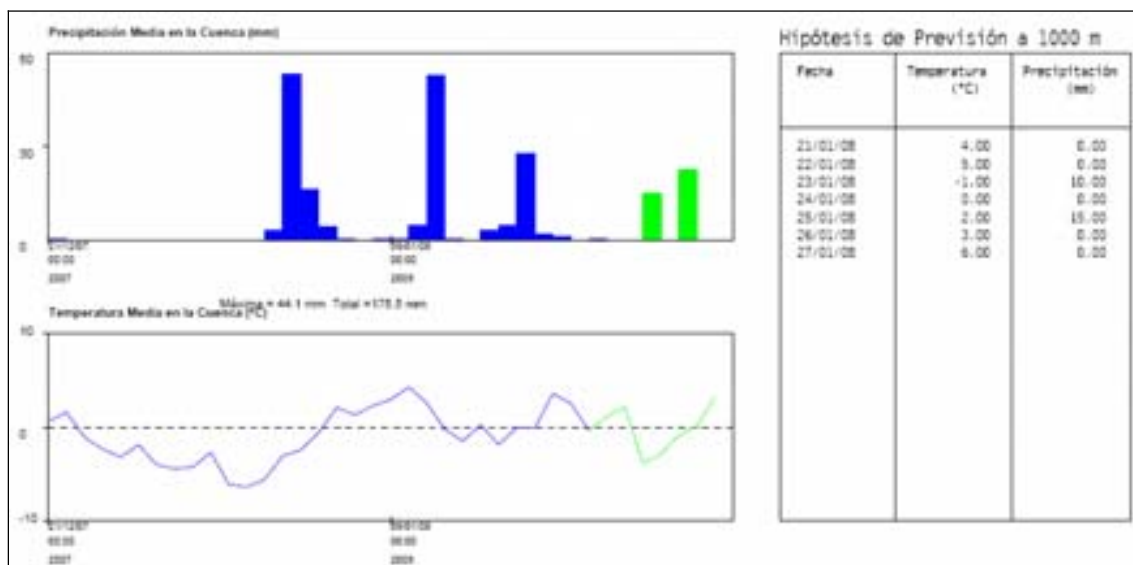 Precipitación Media en la Cuenca (mm)
30
0
2007
Máxima = 44.1 mm Total =
Temperatura Media en la Cuenca (ºC)
10
0
-10
2007
Hipótesis de Previsión a 1000 m
Fecha Temperatura (ºC) Precipitación (mm)
21/01/08 4.00 0.00
22/01/08 5.00 0.00
23/01/08 -1.00 10.00
24/01/08 0.00 0.00
25/01/08 2.00 15.00
26/01/08 3.00 0.00
27/01/08 6.00 0.00